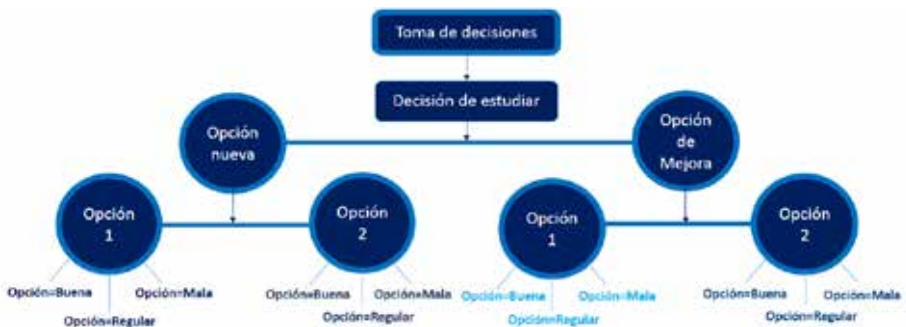 Toma de decisiones
Decisión de estudiar
Opción
nueva
Opción
de
Mejora
Opción
1
Opción
2
Opción
1
Opción
2
Opción=Buena
Opción=Mala
Opción=Regular
Opción=Buena
Opción=Mala
Opción=Regular
Opción=Buena
Opción=Mala
Opción=Regular
Opción=Buena
Opción=Mala
Opción=Regular